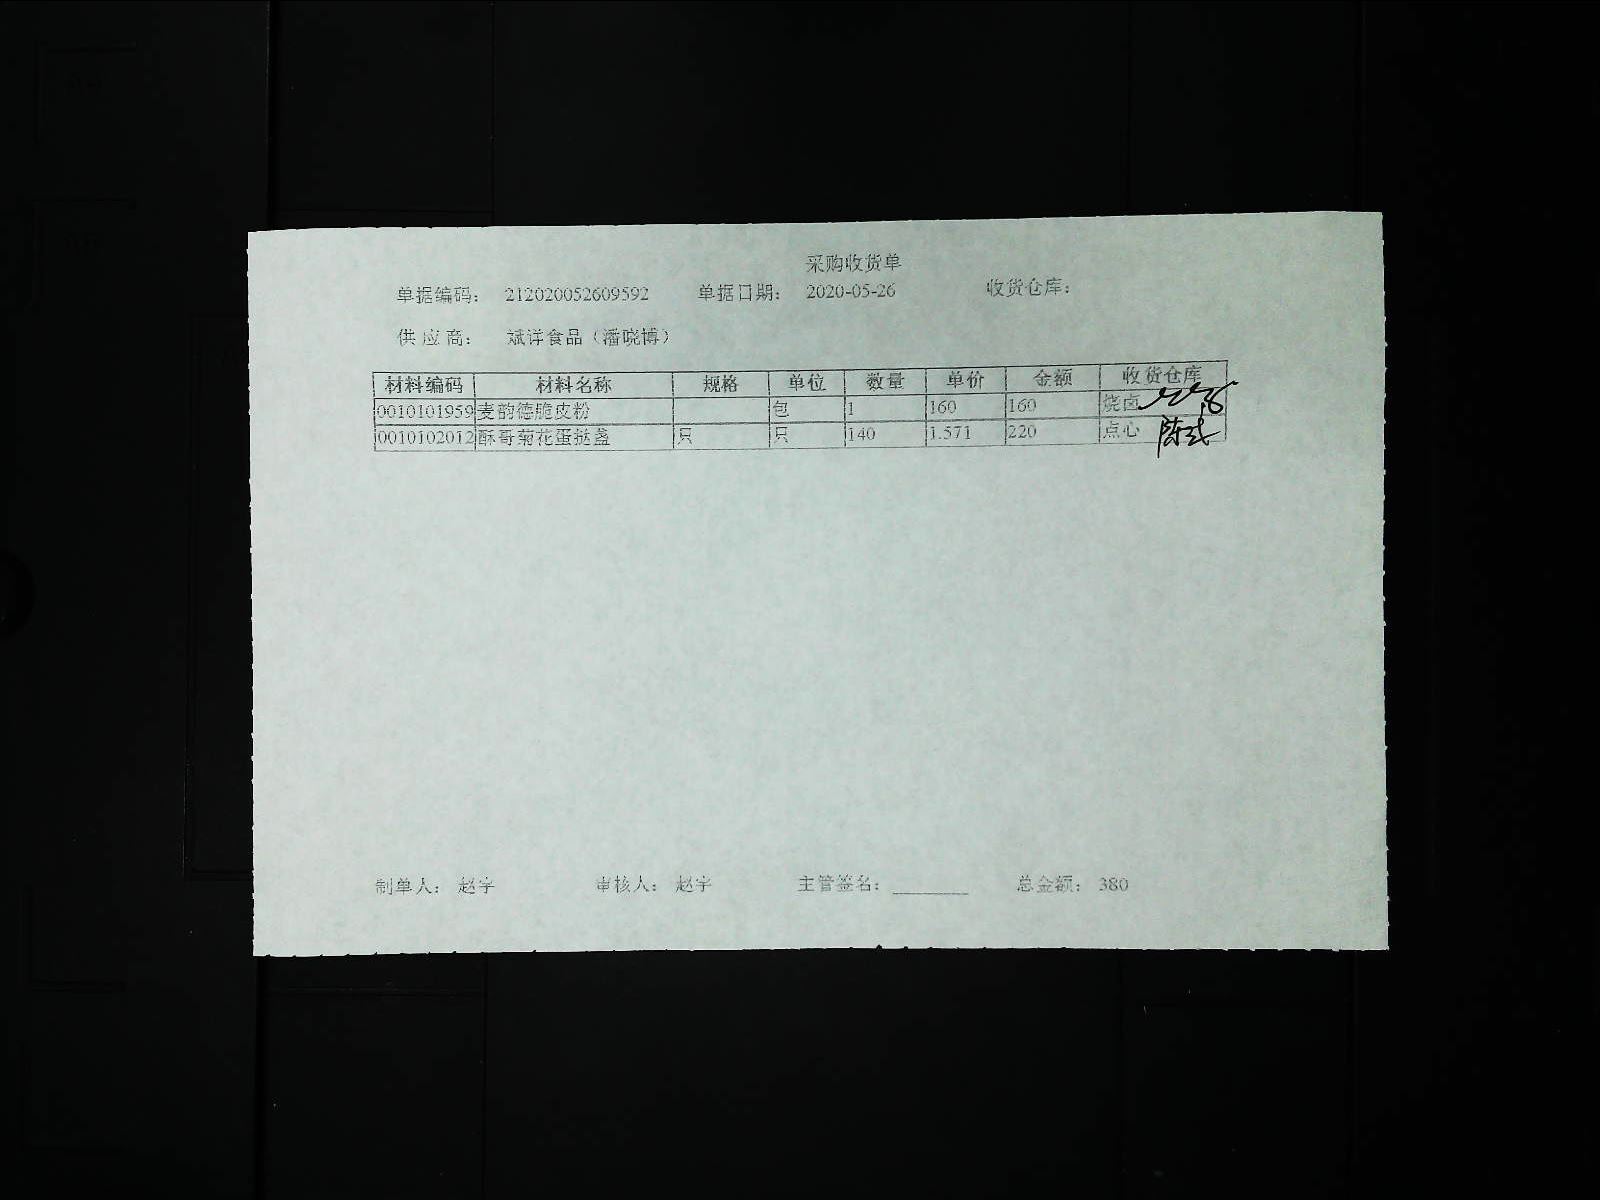 采购收货单
单据编码： 212020052609592 单据日期： 2020-05-26 收货仓库：
供应商： 斌洋食品（潘晓博）
材料编码 材料名称 规格 单位 数量 单价 金额 收货仓库
0010101959 麦韵德脆皮粉 包 1 160 160 烧卤
0010102012 酥哥菊花蛋挞盏 只 只 140 1.571 220 点心
制单人： 赵宇 审核人： 赵宇 主管签名： 总金额： 380